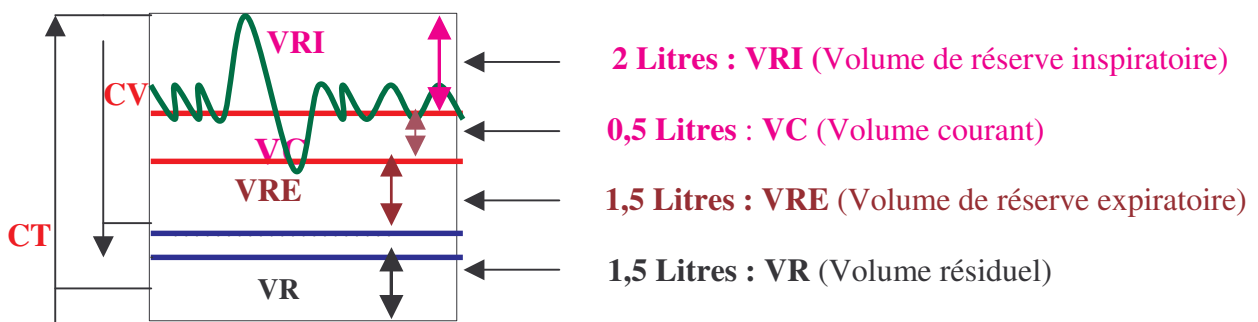 VRI
2 Litres : VRI (Volume de réserve inspiratoire)
CV
0,5 Litres : VC (Volume courant)
VC
VRE
1,5 Litres : VRE (Volume de réserve expiratoire)
CT
VR
1,5 Litres : VR (Volume résiduel)